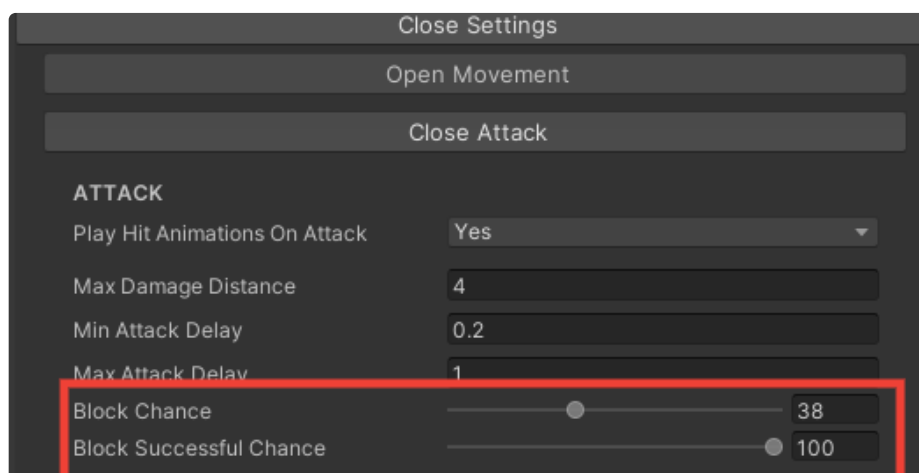 Close Settings
Open Movement
Close Attack
ATTACK
Play Hit Animations On Attack Yes
Max Damage Distance 4
Min Attack Delay 0.2
Max Attack Delay 1
Block Chance 38
Block Successful Chance 100